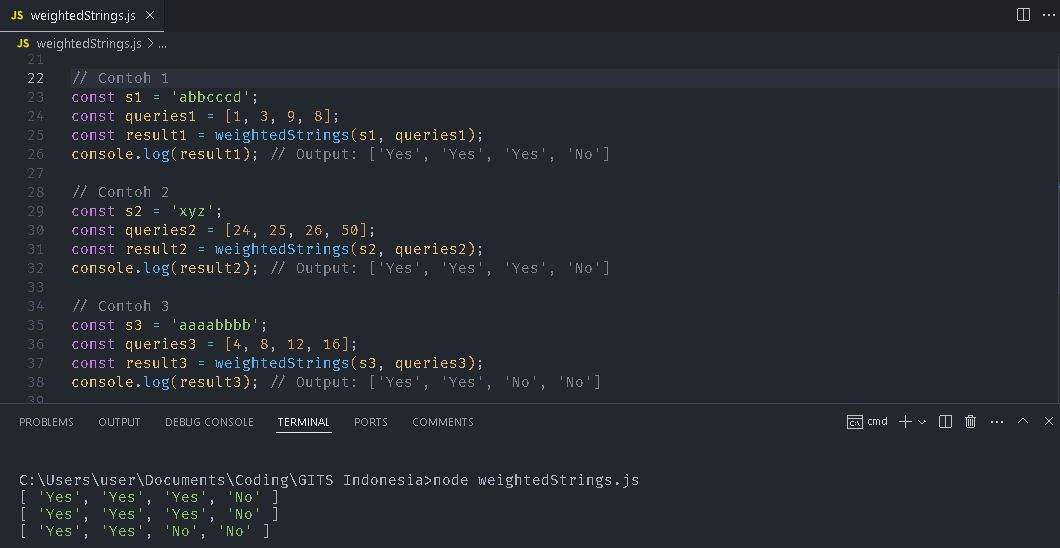 JS weightedStrings.js ×
JS weightedStrings.js > ...
21
22 // Contoh 1
23 const s1 = 'abbcccd';
24 const queries1 = [1, 3, 9, 8];
25 const result1 = weightedStrings(s1, queries1);
26 console.log(result1); // Output: ['Yes', 'Yes', 'Yes', 'No']
27
28 // Contoh 2
29 const s2 = 'xyz';
30 const queries2 = [24, 25, 26, 50];
31 const result2 = weightedStrings(s2, queries2);
32 console.log(result2); // Output: ['Yes', 'Yes', 'Yes', 'No']
33
34 // Contoh 3
35 const s3 = 'aaaabbbb';
36 const queries3 = [4, 8, 12, 16];
37 const result3 = weightedStrings(s3, queries3);
38 console.log(result3); // Output: ['Yes', 'Yes', 'No', 'No']
39
PROBLEMS OUTPUT DEBUG CONSOLE TERMINAL PORTS COMMENTS cmd
C:\Users\user\Documents\Coding\GITS Indonesia>node weightedStrings.js
[ 'Yes', 'Yes', 'Yes', 'No' ]
[ 'Yes', 'Yes', 'Yes', 'No' ]
[ 'Yes', 'Yes', 'No', 'No' ]